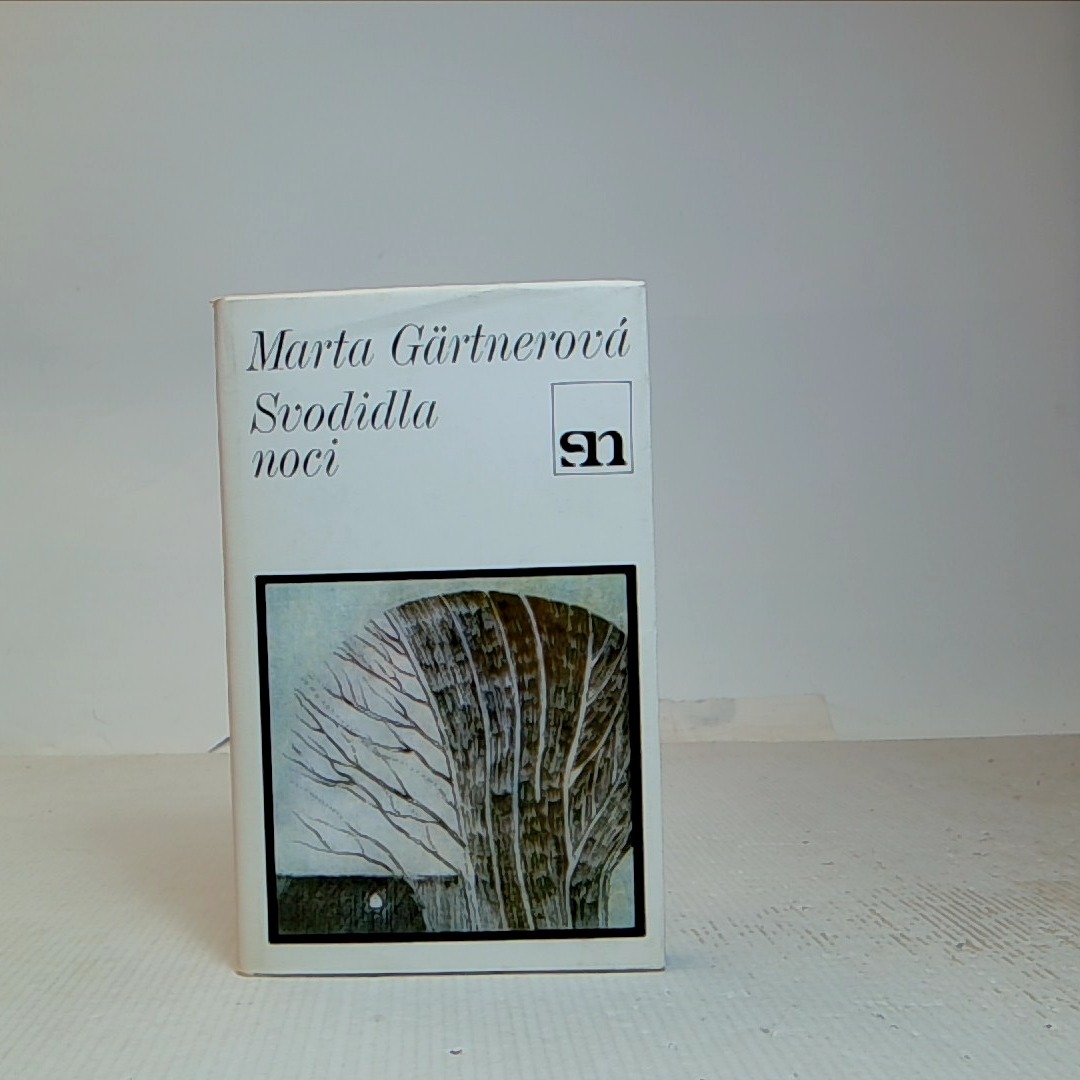 Marta Gärtnerová
Svodidla
noci
sn